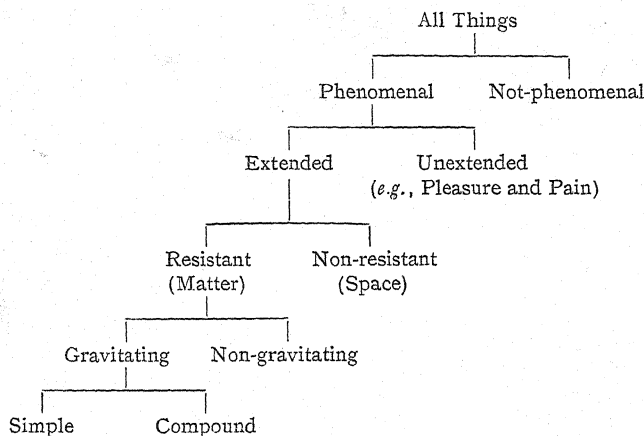 All Things
Phenomenal Not-phenomenal
Extended Unextended
(e.g., Pleasure and Pain)
Resistant Non-resistant
(Matter) (Space)
Gravitating Non-gravitating
Simple Compound